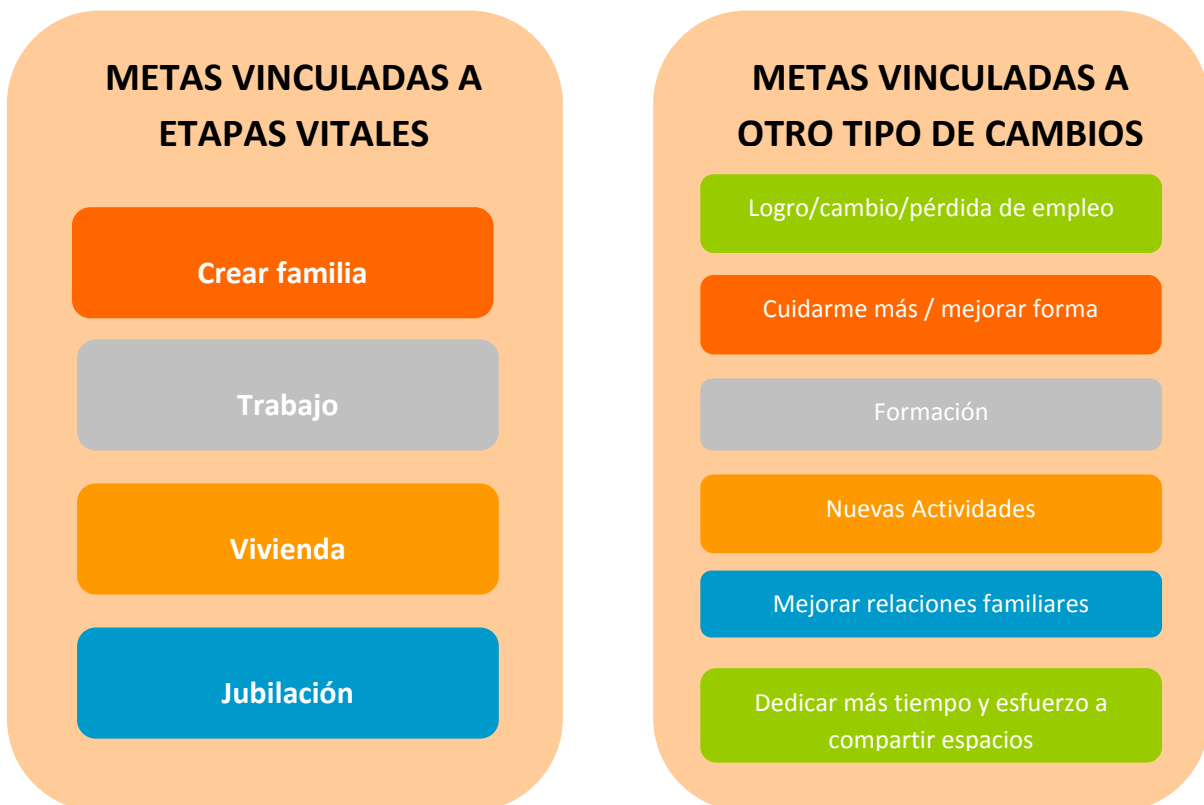 METAS VINCULADAS A
ETAPAS VITALES
Crear familia
Trabajo
Vivienda
Jubilación
METAS VINCULADAS A
OTRO TIPO DE CAMBIOS
Logro/cambio/pérdida de empleo
Cuidarme más / mejorar forma
Formación
Nuevas Actividades
Mejorar relaciones familiares
Dedicar más tiempo y esfuerzo a
compartir espacios